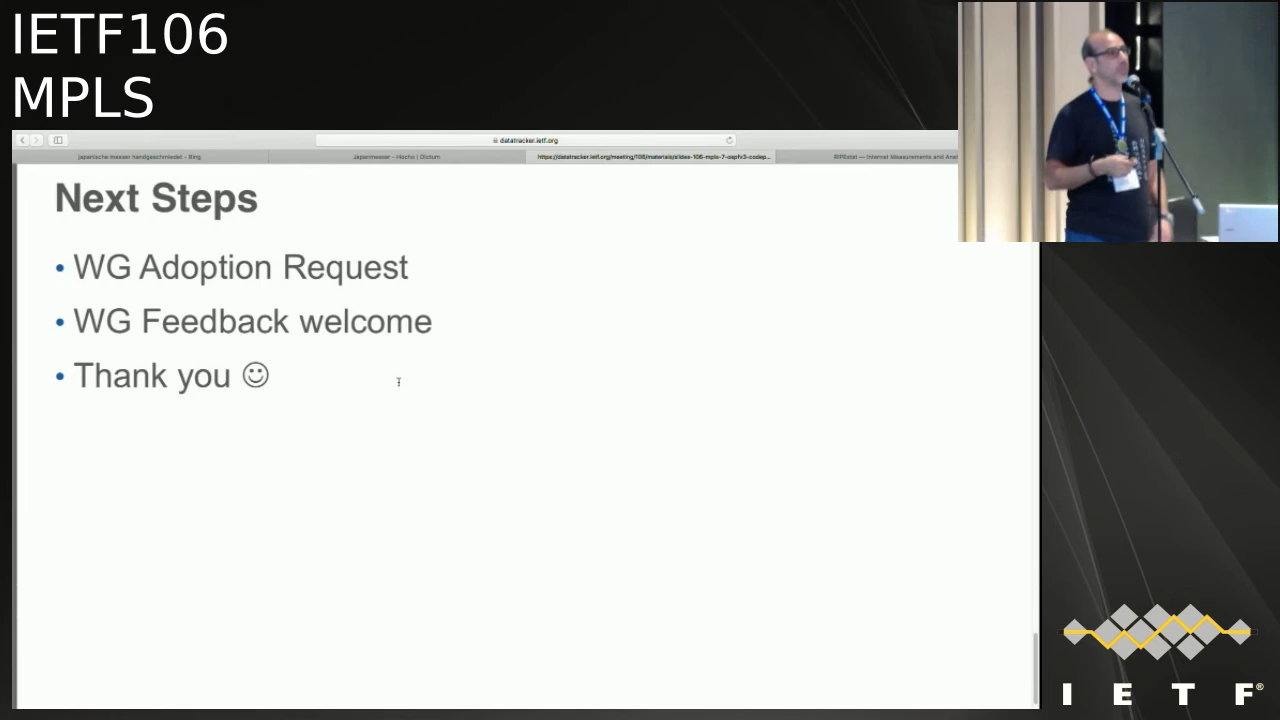 IETF106
MPLS
datatracker.ietf.org
japanische messer handgeschmiedet - Bing
Japanmesser - Hocho | Dictum
https://datatracker.ietf.org/meeting/106/materials/slides-106-mpls-7-ospfv3-codep...
RIPEstat — Internet Measurements and Anal
Next Steps
• WG Adoption Request
• WG Feedback welcome
• Thank you ☺
I E T F®